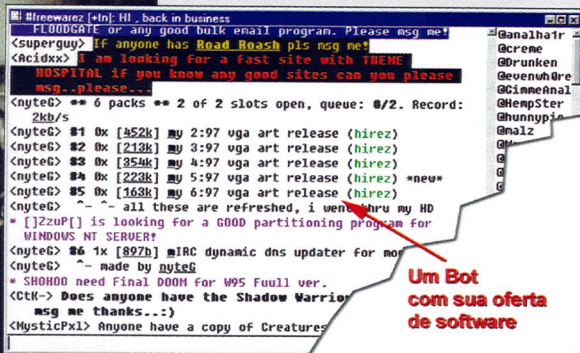 #freewarez [+tn]: HI , back in business
FLOODGATE or any good bulk email program. Please msg me!
<superguy> If anyone has Road Roash pls msg me!
<Acidxx> I am looking for a fast site with THEME
HOSPITAL if you know any good sites can you please
msg..please...
<nyteG> ** 6 packs ** 2 of 2 slots open, queue: 0/2. Record:
2kb/s
<nyteG> #1 0x [452k] my 2:97 vga art release (hirez)
<nyteG> #2 0x [213k] my 3:97 vga art release (hirez)
<nyteG> #3 0x [354k] my 4:97 vga art release (hirez)
<nyteG> #4 0x [223k] my 5:97 vga art release (hirez) *new*
<nyteG> #5 0x [163k] my 6:97 vga art release (hirez)
<nyteG> ^- ^- all these are refreshed, i went thru my HD
* []ZzuP[] is looking for a GOOD partitioning program for
WINDOWS NT SERVER!
<nyteG> #6 1x [897b] mIRC dynamic dns updater for
<nyteG> ^- made by nyteG
* SHOHOO need Final DOOM for W95 Fuull ver.
<CtK-> Does anyone have the Shadow Warrio
msg me thanks..:)
<MysticPxl> Anyone have a copy of Creatures
@analha1r
@creme
@Drunken
@evenwh0re
@GimmeAnal
@HempSter
@hunnypie
@malz
Um Bot
com sua oferta
de software